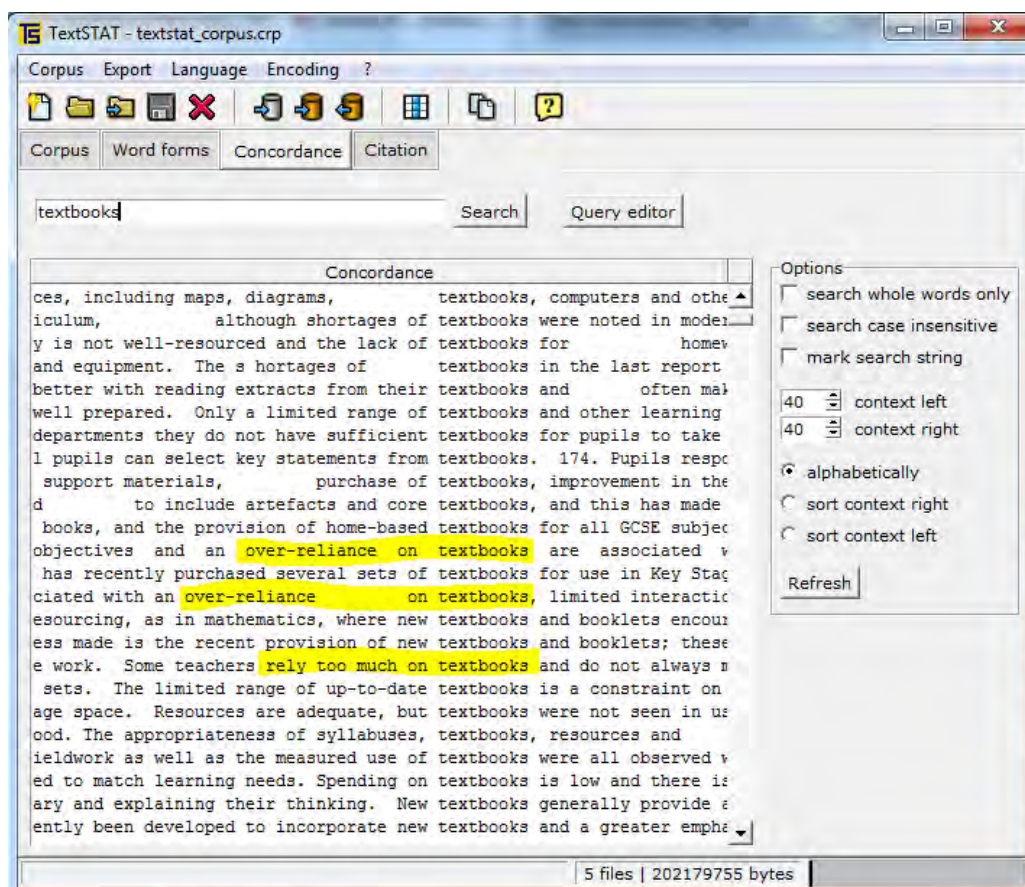 TextSTAT - textstat_corpus.crp
Corpus Export Language Encoding ?
Corpus Word forms Concordance Citation
textbooks Search Query editor
Concordance
ces, including maps, diagrams, textbooks, computers and othe
iculum, although shortages of textbooks were noted in moder
y is not well-resourced and the lack of textbooks for homew
and equipment. The s hortages of textbooks in the last report
better with reading extracts from their textbooks and often mak
well prepared. Only a limited range of textbooks and other learning
departments they do not have sufficient textbooks for pupils to take
l pupils can select key statements from textbooks. 174. Pupils respo
support materials, purchase of textbooks, improvement in the
d to include artefacts and core textbooks, and this has made
books, and the provision of home-based textbooks for all GCSE subjec
objectives and an over-reliance on textbooks are associated w
has recently purchased several sets of textbooks for use in Key Stag
ciated with an over-reliance on textbooks, limited interactio
esourcing, as in mathematics, where new textbooks and booklets encour
ess made is the recent provision of new textbooks and booklets; these
e work. Some teachers rely too much on textbooks and do not always m
sets. The limited range of up-to-date textbooks is a constraint on
age space. Resources are adequate, but textbooks were not seen in us
ood. The appropriateness of syllabuses, textbooks, resources and
ieldwork as well as the measured use of textbooks were all observed w
ed to match learning needs. Spending on textbooks is low and there is
ary and explaining their thinking. New textbooks generally provide a
ently been developed to incorporate new textbooks and a greater empha
Options
search whole words only
search case insensitive
mark search string
40 context left
40 context right
alphabetically
sort context right
sort context left
Refresh
5 files | 202179755 bytes